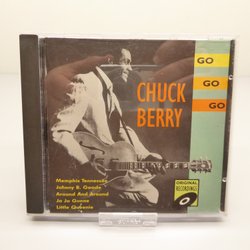 GO
GO
GO
CHUCK
BERRY
Memphis Tennessee
Johnny B. Goode
Around And Around
Jo Jo Gunne
Little Queenie
ORIGINAL
RECORDINGS